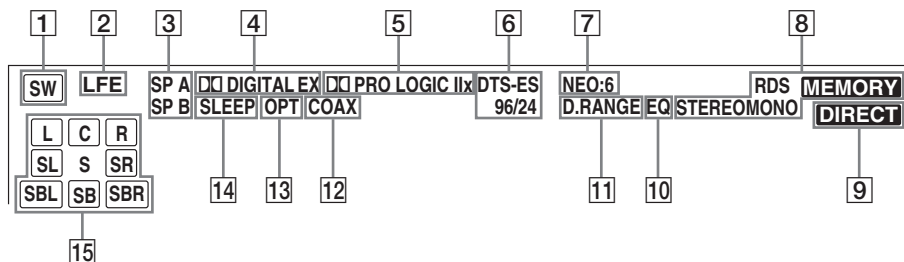 1 2 3 4 5 6 7 8
SW LFE SP A DIGITAL EX PRO LOGIC IIx DTS-ES NEO:6 RDS MEMORY
SP B SLEEP OPT COAX 96/24 D.RANGE EQ STEREO MONO DIRECT
L C R
SL S SR
SBL SB SBR
14 13 12 11 10 9
15